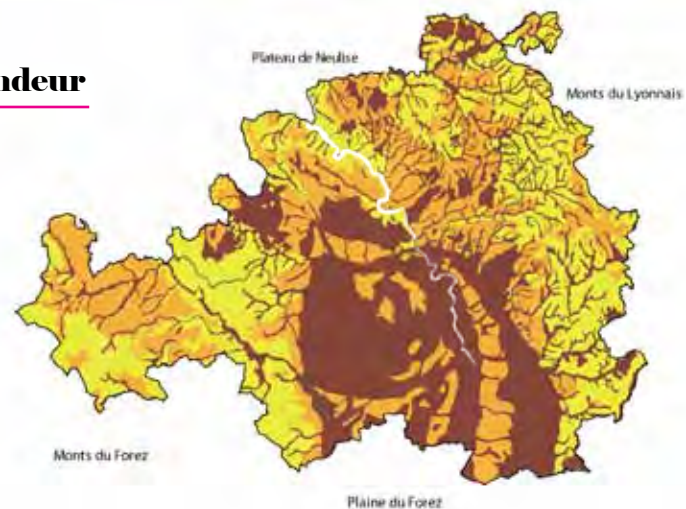 ndeur
Plateau de Neulise
Monts du Lyonnais
Monts du Forez
Plaine du Forez